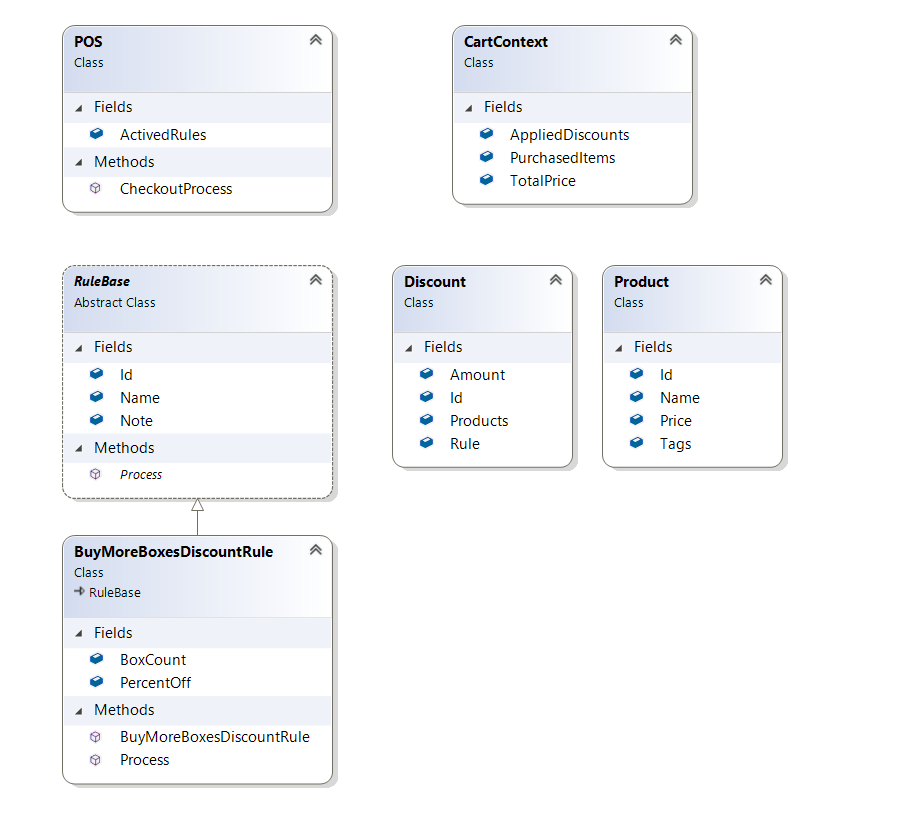 POS
Class
Fields
ActivedRules
Methods
CheckoutProcess
CartContext
Class
Fields
AppliedDiscounts
PurchasedItems
TotalPrice
RuleBase
Abstract Class
Fields
Id
Name
Note
Methods
Process
Discount
Class
Fields
Amount
Id
Products
Rule
Product
Class
Fields
Id
Name
Price
Tags
BuyMoreBoxesDiscountRule
Class
RuleBase
Fields
BoxCount
PercentOff
Methods
BuyMoreBoxesDiscountRule
Process